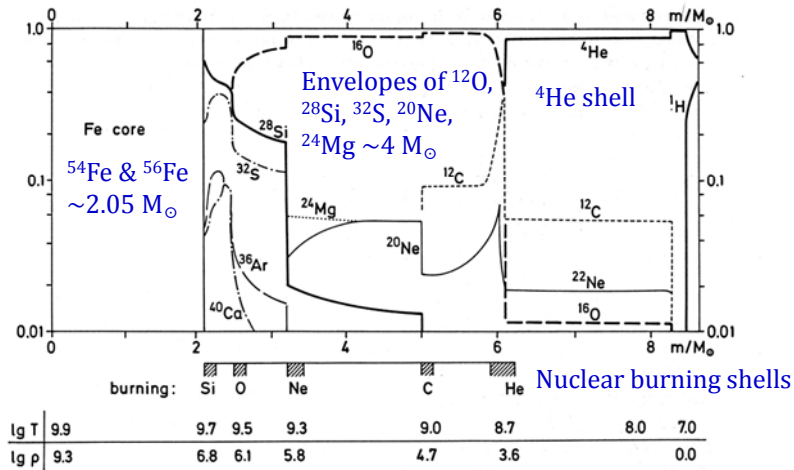 0 2 4 6 8 m/M⊙
1.0 1.0
¹⁶O
⁴He
Envelopes of ¹²O,
²⁸Si, ³²S, ²⁰Ne,
²⁴Mg ~4 M⊙
⁴He shell
¹H
Fe core
²⁸Si
⁵⁴Fe & ⁵⁶Fe
~2.05 M⊙
³²S
¹²C
0.1 0.1
²⁴Mg
¹²C
²⁰Ne
³⁶Ar
²²Ne
⁴⁰Ca
¹⁶O
0.01 0.01
0 2 4 6 8 m/M⊙
burning: Si O Ne C He Nuclear burning shells
lg T 9.9 9.7 9.5 9.3 9.0 8.7 8.0 7.0
lg ρ 9.3 6.8 6.1 5.8 4.7 3.6 0.0